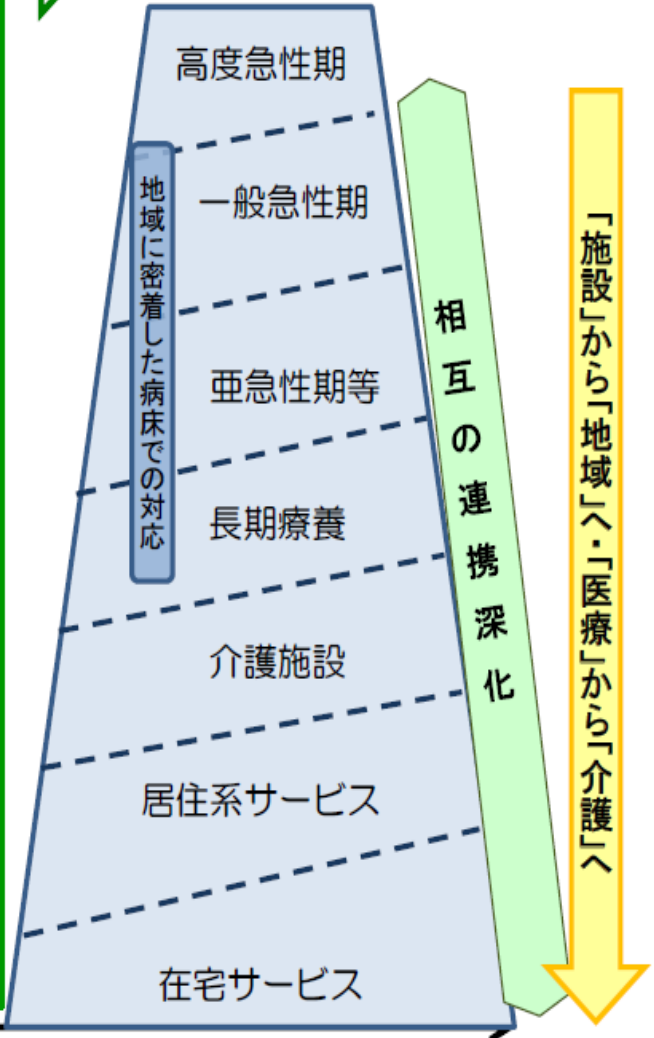 高度急性期
一般急性期
亜急性期等
長期療養
介護施設
居住系サービス
在宅サービス
地域に密着した病床での対応
相互の連携深化
「施設」から「地域」へ・「医療」から「介護」へ